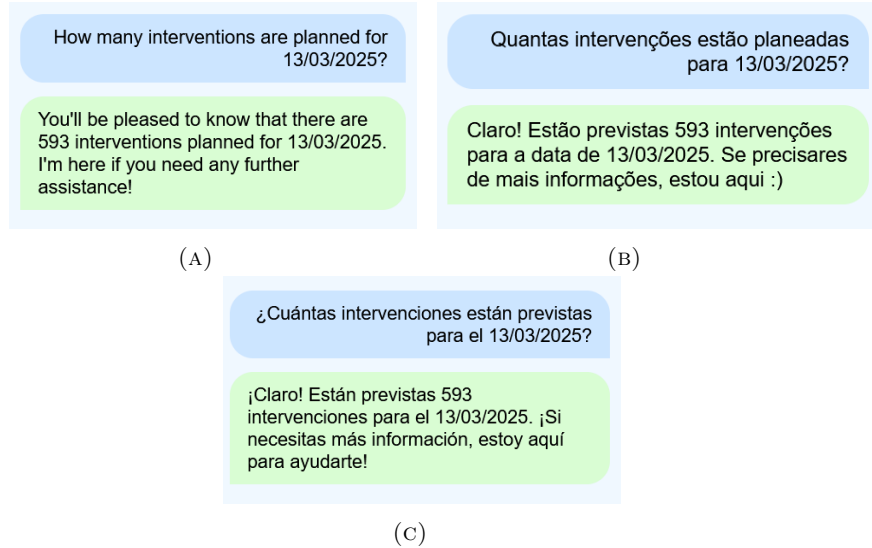 How many interventions are planned for
13/03/2025?
You'll be pleased to know that there are
593 interventions planned for 13/03/2025.
I'm here if you need any further
assistance!
(A)
Quantas intervenções estão planeadas
para 13/03/2025?
Claro! Estão previstas 593 intervenções
para a data de 13/03/2025. Se precisares
de mais informações, estou aqui :)
(B)
¿Cuántas intervenciones están previstas
para el 13/03/2025?
¡Claro! Están previstas 593
intervenciones para el 13/03/2025. ¡Si
necesitas más información, estoy aquí
para ayudarte!
(C)